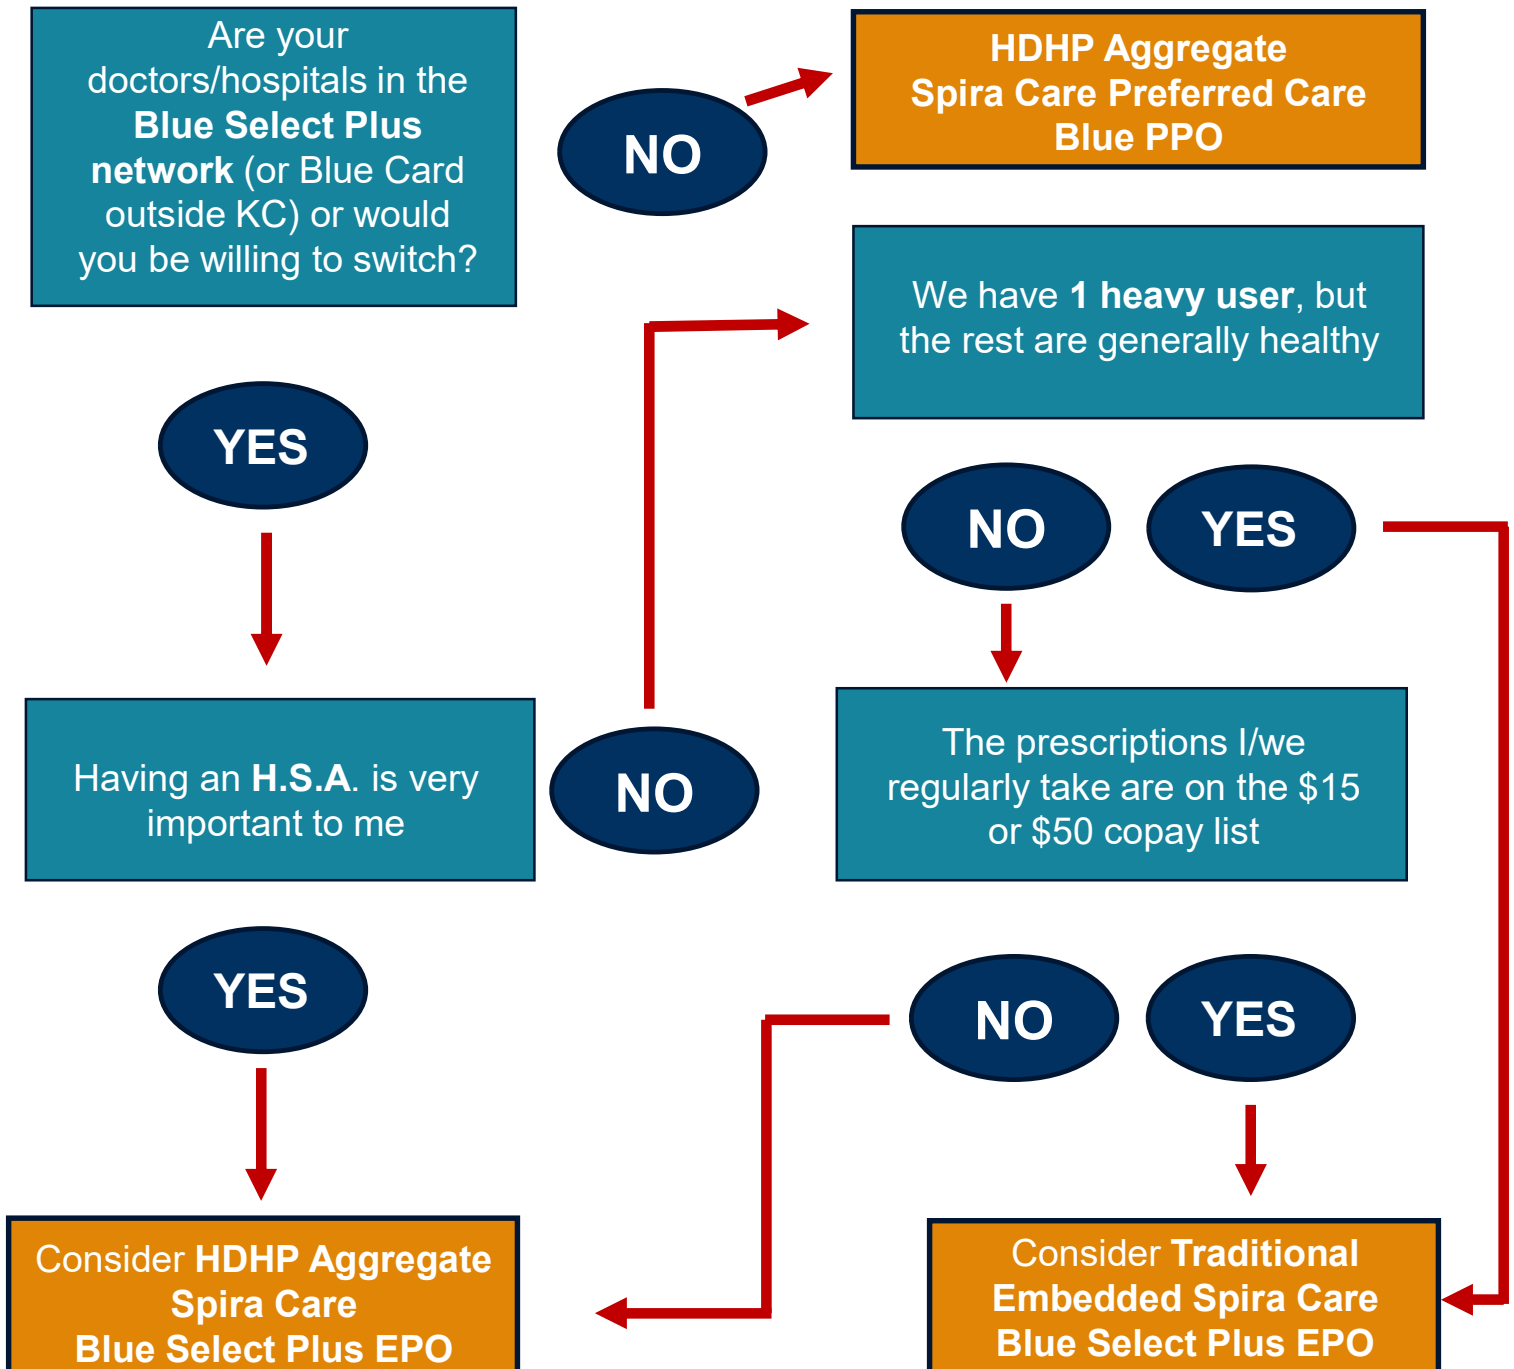 Are your
doctors/hospitals in the
Blue Select Plus
network (or Blue Card
outside KC) or would
you be willing to switch?
NO
HDHP Aggregate
Spira Care Preferred Care
Blue PPO
YES
Having an H.S.A. is very
important to me
NO
We have 1 heavy user, but
the rest are generally healthy
NO
YES
The prescriptions I/we
regularly take are on the $15
or $50 copay list
YES
NO
YES
Consider HDHP Aggregate
Spira Care
Blue Select Plus EPO
Consider Traditional
Embedded Spira Care
Blue Select Plus EPO